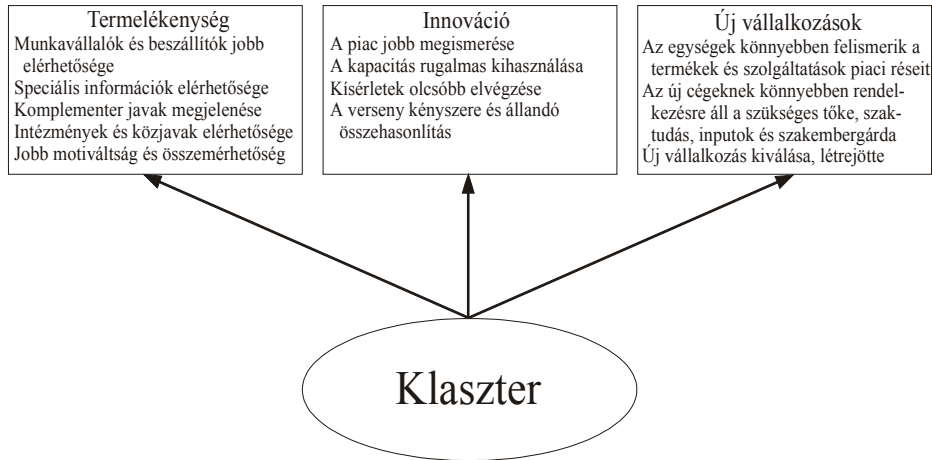 Termelékenység
Munkavállalók és beszállítók jobb
elérhetősége
Speciális információk elérhetősége
Komplementer javak megjelenése
Intézmények és közjavak elérhetősége
Jobb motiváltság és összemérhetőség
Innováció
A piac jobb megismerése
A kapacitás rugalmas kihasználása
Kísérletek olcsóbb elvégzése
A verseny kényszere és állandó
összehasonlítás
Új vállalkozások
Az egységek könnyebben felismerik a
termékek és szolgáltatások piaci réseit
Az új cégeknek könnyebben rendel-
kezésre áll a szükséges tőke, szak-
tudás, inputok és szakembergárda
Új vállalkozás kiválása, létrejötte
Klaszter